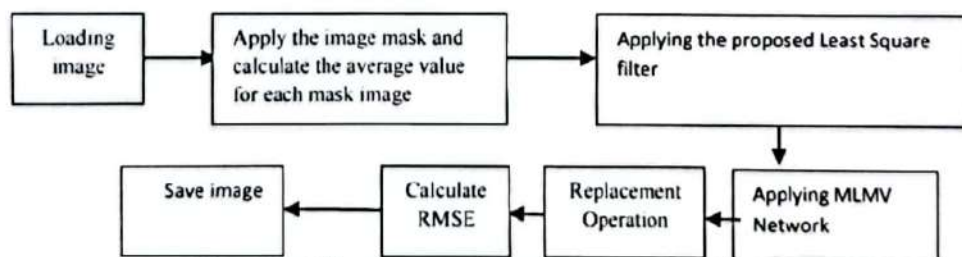 Loading
image
Apply the image mask and
calculate the average value
for each mask image
Applying the proposed Least Square
filter
Applying MLMV
Network
Replacement
Operation
Calculate
RMSE
Save image